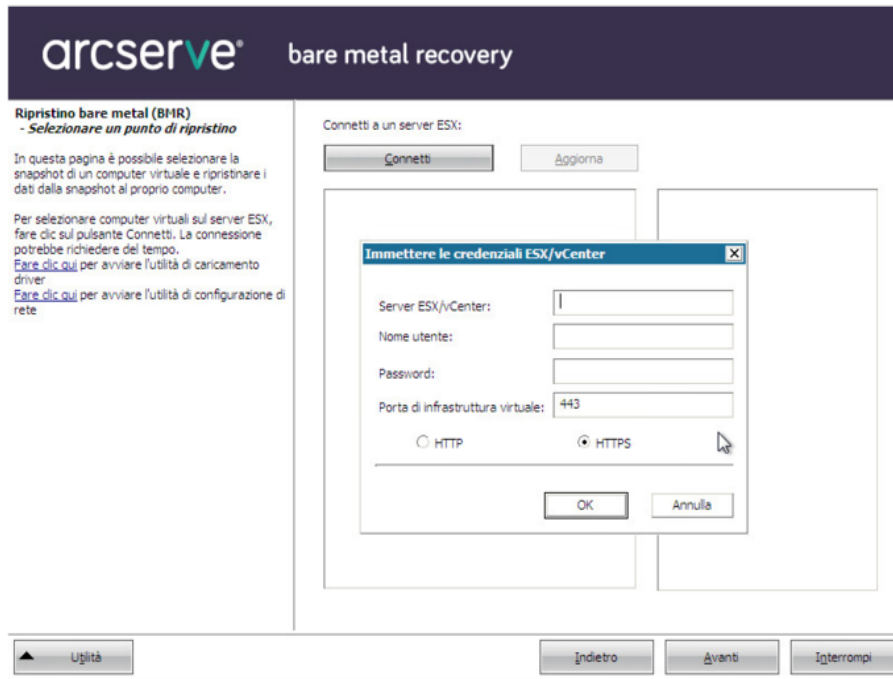 arcserve® bare metal recovery
Ripristino bare metal (BMR)
- Selezionare un punto di ripristino
In questa pagina è possibile selezionare la
snapshot di un computer virtuale e ripristinare i
dati dalla snapshot al proprio computer.
Per selezionare computer virtuali sul server ESX,
fare clic sul pulsante Connetti. La connessione
potrebbe richiedere del tempo.
Fare clic qui per avviare l'utilità di caricamento
driver
Fare clic qui per avviare l'utilità di configurazione di
rete
Connetti a un server ESX:
Connetti
Aggiorna
Immettere le credenziali ESX/vCenter
Server ESX/vCenter:
Nome utente:
Password:
Porta di infrastruttura virtuale: 443
HTTP
HTTPS
OK
Annulla
Utilità
Indietro
Avanti
Interrompi